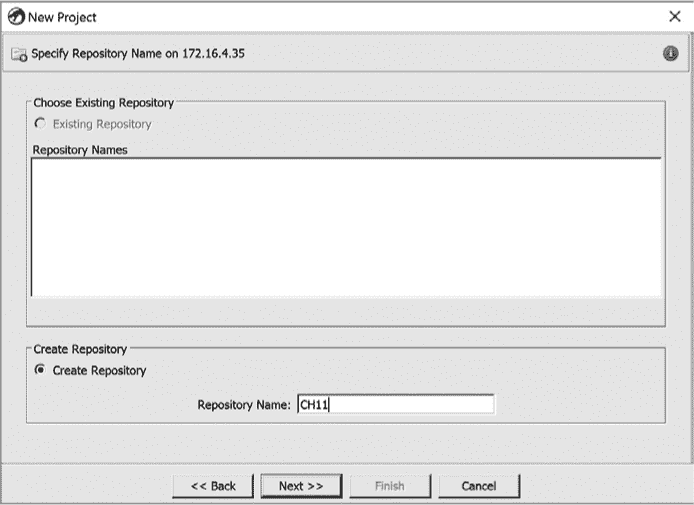 New Project
Specify Repository Name on 172.16.4.35
Choose Existing Repository
Existing Repository
Repository Names
Create Repository
Create Repository
Repository Name: CH11
<< Back Next >> Finish Cancel